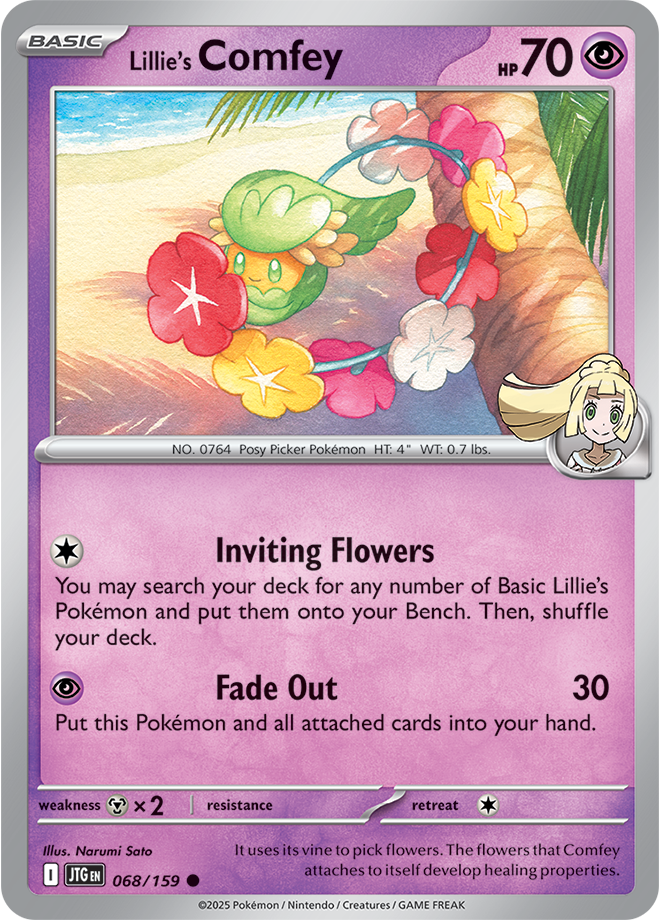 BASIC
Lillie's Comfey HP 70
NO. 0764 Posy Picker Pokémon HT: 4" WT: 0.7 lbs.
Inviting Flowers
You may search your deck for any number of Basic Lillie's
Pokémon and put them onto your Bench. Then, shuffle
your deck.
Fade Out 30
Put this Pokémon and all attached cards into your hand.
weakness ×2 resistance retreat
Illus. Narumi Sato
It uses its vine to pick flowers. The flowers that Comfey
attaches to itself develop healing properties.
I JTG EN 068/159
©2025 Pokémon / Nintendo / Creatures / GAME FREAK